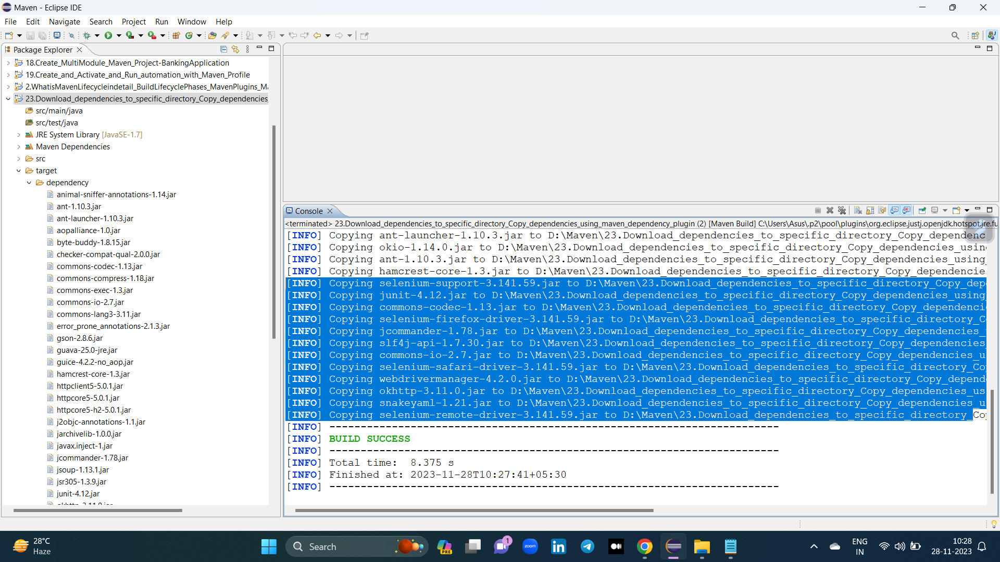 Maven - Eclipse IDE
File Edit Navigate Search Project Run Window Help
Package Explorer
18.Create_MultiModule_Maven_Project-BankingApplication
19.Create_and_Activate_and_Run_automation_with_Maven_Profile
2.WhatisMavenLifecycleindetail_BuildLifecyclePhases_MavenPlugins_Ma
23.Download_dependencies_to_specific_directory_Copy_dependencies_
src/main/java
src/test/java
JRE System Library [JavaSE-1.7]
Maven Dependencies
src
target
dependency
animal-sniffer-annotations-1.14.jar
ant-1.10.3.jar
ant-launcher-1.10.3.jar
aopalliance-1.0.jar
byte-buddy-1.8.15.jar
checker-compat-qual-2.0.0.jar
commons-codec-1.13.jar
commons-compress-1.18.jar
commons-exec-1.3.jar
commons-io-2.7.jar
commons-lang3-3.11.jar
error_prone_annotations-2.1.3.jar
gson-2.8.6.jar
guava-25.0-jre.jar
guice-4.2.2-no_aop.jar
hamcrest-core-1.3.jar
httpclient5-5.0.1.jar
httpcore5-5.0.1.jar
httpcore5-h2-5.0.1.jar
j2objc-annotations-1.1.jar
jarchivelib-1.0.0.jar
javax.inject-1.jar
jcommander-1.78.jar
jsoup-1.13.1.jar
jsr305-1.3.9.jar
junit-4.12.jar
Console
<terminated> 23.Download_dependencies_to_specific_directory_Copy_dependencies_using_maven_dependency_plugin (2) [Maven Build] C:\Users\Asus\.p2\pool\plugins\org.eclipse.justj.openjdk.hotspot.jre.fu
[INFO] Copying ant-launcher-1.10.3.jar to D:\Maven\23.Download_dependencies_to_specific_directory_Copy_dependenc
[INFO] Copying okio-1.14.0.jar to D:\Maven\23.Download_dependencies_to_specific_directory_Copy_dependencies_usin
[INFO] Copying ant-1.10.3.jar to D:\Maven\23.Download_dependencies_to_specific_directory_Copy_dependencies_using_
[INFO] Copying hamcrest-core-1.3.jar to D:\Maven\23.Download_dependencies_to_specific_directory_Copy_dependencie
[INFO] Copying selenium-support-3.141.59.jar to D:\Maven\23.Download_dependencies_to_specific_directory_Copy_dep
[INFO] Copying junit-4.12.jar to D:\Maven\23.Download_dependencies_to_specific_directory_Copy_dependencies_using_
[INFO] Copying commons-codec-1.13.jar to D:\Maven\23.Download_dependencies_to_specific_directory_Copy_dependenci
[INFO] Copying selenium-firefox-driver-3.141.59.jar to D:\Maven\23.Download_dependencies_to_specific_directory_C
[INFO] Copying jcommander-1.78.jar to D:\Maven\23.Download_dependencies_to_specific_directory_Copy_dependencies_
[INFO] Copying slf4j-api-1.7.30.jar to D:\Maven\23.Download_dependencies_to_specific_directory_Copy_dependencies
[INFO] Copying commons-io-2.7.jar to D:\Maven\23.Download_dependencies_to_specific_directory_Copy_dependencies_u
[INFO] Copying selenium-safari-driver-3.141.59.jar to D:\Maven\23.Download_dependencies_to_specific_directory_Co
[INFO] Copying webdrivermanager-4.2.0.jar to D:\Maven\23.Download_dependencies_to_specific_directory_Copy_depend
[INFO] Copying okhttp-3.11.0.jar to D:\Maven\23.Download_dependencies_to_specific_directory_Copy_dependencies_us
[INFO] Copying snakeyaml-1.21.jar to D:\Maven\23.Download_dependencies_to_specific_directory_Copy_dependencies_u
[INFO] Copying selenium-remote-driver-3.141.59.jar to D:\Maven\23.Download_dependencies_to_specific_directory_Co
[INFO] ------------------------------------------------------------------------
[INFO] BUILD SUCCESS
[INFO] ------------------------------------------------------------------------
[INFO] Total time:  8.375 s
[INFO] Finished at: 2023-11-28T10:27:41+05:30
[INFO] ------------------------------------------------------------------------
28°C
Haze
Search
PRE
1
zoom
in
ENG
IN
10:28
28-11-2023